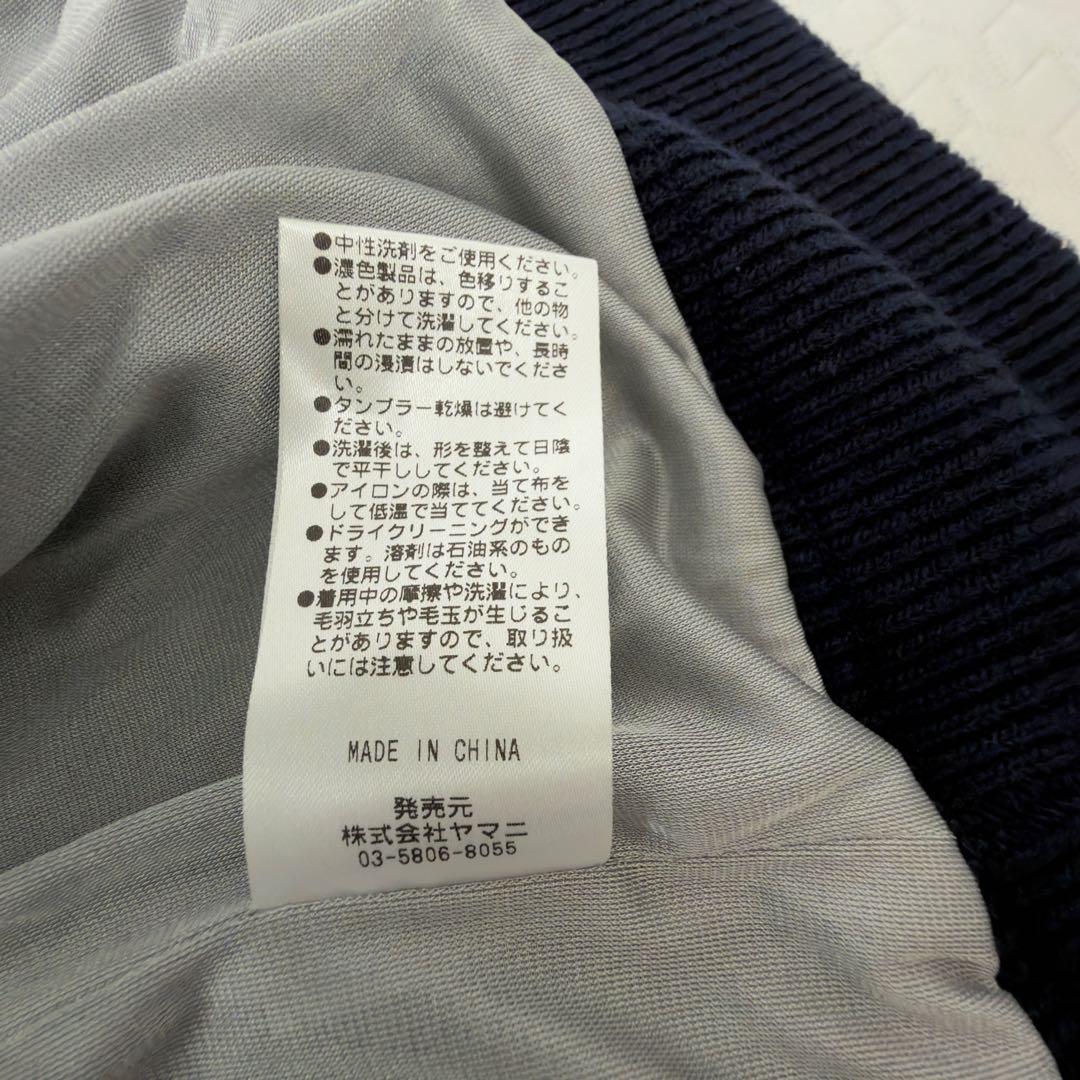 ●中性洗剤をご使用ください。
●濃色製品は、色移りするこ
とがありますので、他の物
と分けて洗濯してください。
●濡れたままの放置や、長時
間の浸漬はしないでくださ
い。
●タンブラー乾燥は避けてく
ださい。
●洗濯後は、形を整えて日陰
で平干ししてください。
●アイロンの際は、当て布を
して低温で当ててください。
●ドライクリーニングができ
ます。溶剤は石油系のもの
を使用してください。
●着用中の摩擦や洗濯により、
毛羽立ちや毛玉が生じるこ
とがありますので、取り扱
いには注意してください。
MADE IN CHINA
発売元
株式会社ヤマニ
03-5806-8055